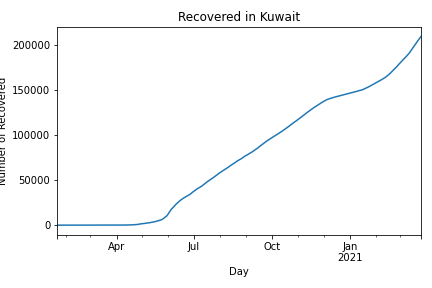 Recovered in Kuwait
Number of Recovered
200000
150000
100000
50000
0
Apr
Jul
Oct
Jan
2021
Day